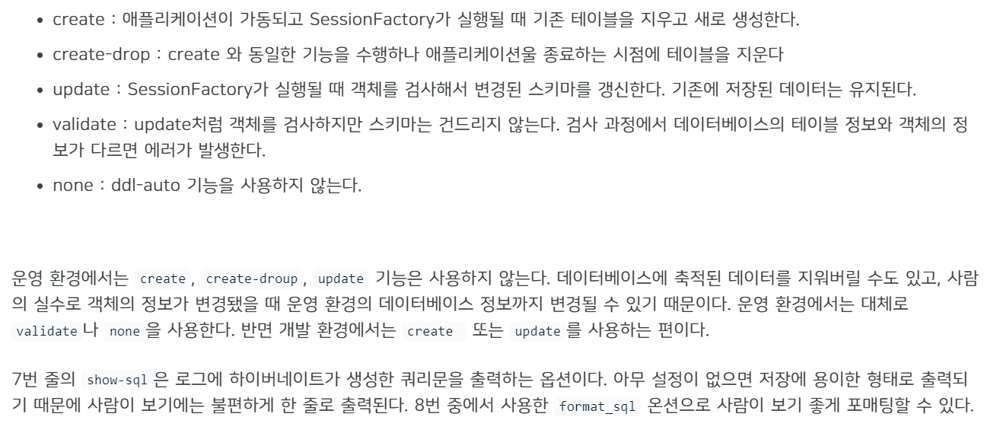 • create : 애플리케이션이 가동되고 SessionFactory가 실행될 때 기존 테이블을 지우고 새로 생성한다.
• create-drop : create 와 동일한 기능을 수행하나 애플리케이션울 종료하는 시점에 테이블을 지운다
• update : SessionFactory가 실행될 때 객체를 검사해서 변경된 스키마를 갱신한다. 기존에 저장된 데이터는 유지된다.
• validate : update처럼 객체를 검사하지만 스키마는 건드리지 않는다. 검사 과정에서 데이터베이스의 테이블 정보와 객체의 정
보가 다르면 에러가 발생한다.
• none : ddl-auto 기능을 사용하지 않는다.
운영 환경에서는 create, create-droup, update 기능은 사용하지 않는다. 데이터베이스에 축적된 데이터를 지워버릴 수도 있고, 사람
의 실수로 객체의 정보가 변경됐을 때 운영 환경의 데이터베이스 정보까지 변경될 수 있기 때문이다. 운영 환경에서는 대체로
validate나 none을 사용한다. 반면 개발 환경에서는 create 또는 update를 사용하는 편이다.
7번 줄의 show-sql은 로그에 하이버네이트가 생성한 쿼리문을 출력하는 옵션이다. 아무 설정이 없으면 저장에 용이한 형태로 출력되
기 때문에 사람이 보기에는 불편하게 한 줄로 출력된다. 8번 중에서 사용한 format_sql 온션으로 사람이 보기 좋게 포매팅할 수 있다.